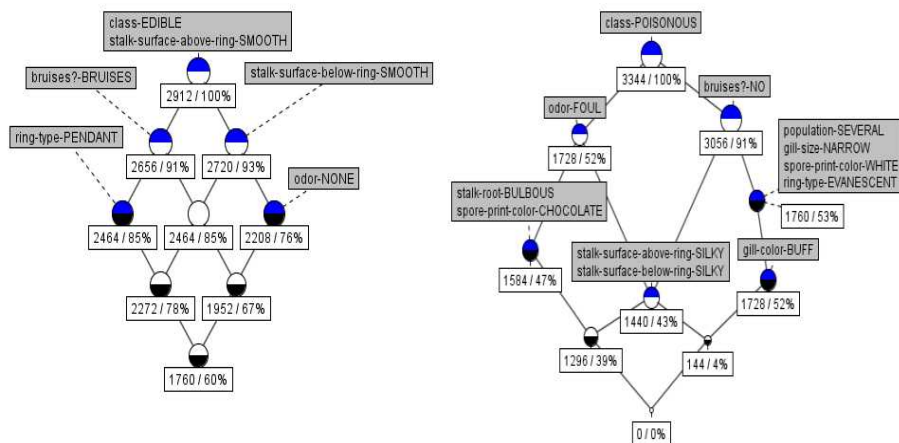 class-EDIBLE
stalk-surface-above-ring-SMOOTH
bruises?-BRUISES
stalk-surface-below-ring-SMOOTH
2912 / 100%
ring-type-PENDANT
2656 / 91%
2720 / 93%
odor-NONE
2464 / 85%
2464 / 85%
2208 / 76%
2272 / 78%
1952 / 67%
1760 / 60%
class-POISONOUS
3344 / 100%
bruises?-NO
odor-FOUL
1728 / 52%
3056 / 91%
population-SEVERAL
gill-size-NARROW
spore-print-color-WHITE
ring-type-EVANESCENT
stalk-root-BULBOUS
spore-print-color-CHOCOLATE
1760 / 53%
stalk-surface-above-ring-SILKY
stalk-surface-below-ring-SILKY
gill-color-BUFF
1584 / 47%
1440 / 43%
1728 / 52%
1296 / 39%
144 / 4%
0 / 0%